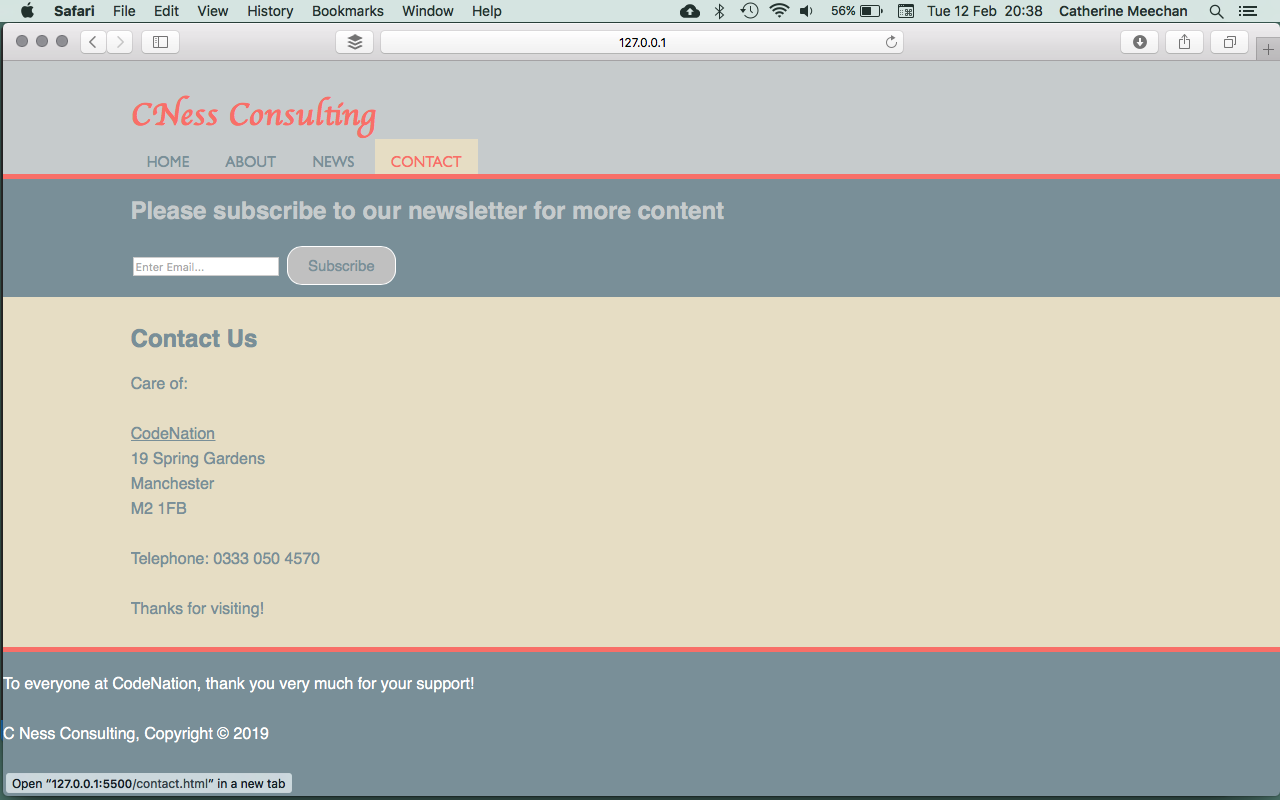 Safari File Edit View History Bookmarks Window Help 56% Tue 12 Feb 20:38 Catherine Meechan
127.0.0.1
CNess Consulting
HOME ABOUT NEWS CONTACT
Please subscribe to our newsletter for more content
Enter Email... Subscribe
Contact Us
Care of:
CodeNation
19 Spring Gardens
Manchester
M2 1FB
Telephone: 0333 050 4570
Thanks for visiting!
To everyone at CodeNation, thank you very much for your support!
C Ness Consulting, Copyright © 2019
Open “127.0.0.1:5500/contact.html” in a new tab